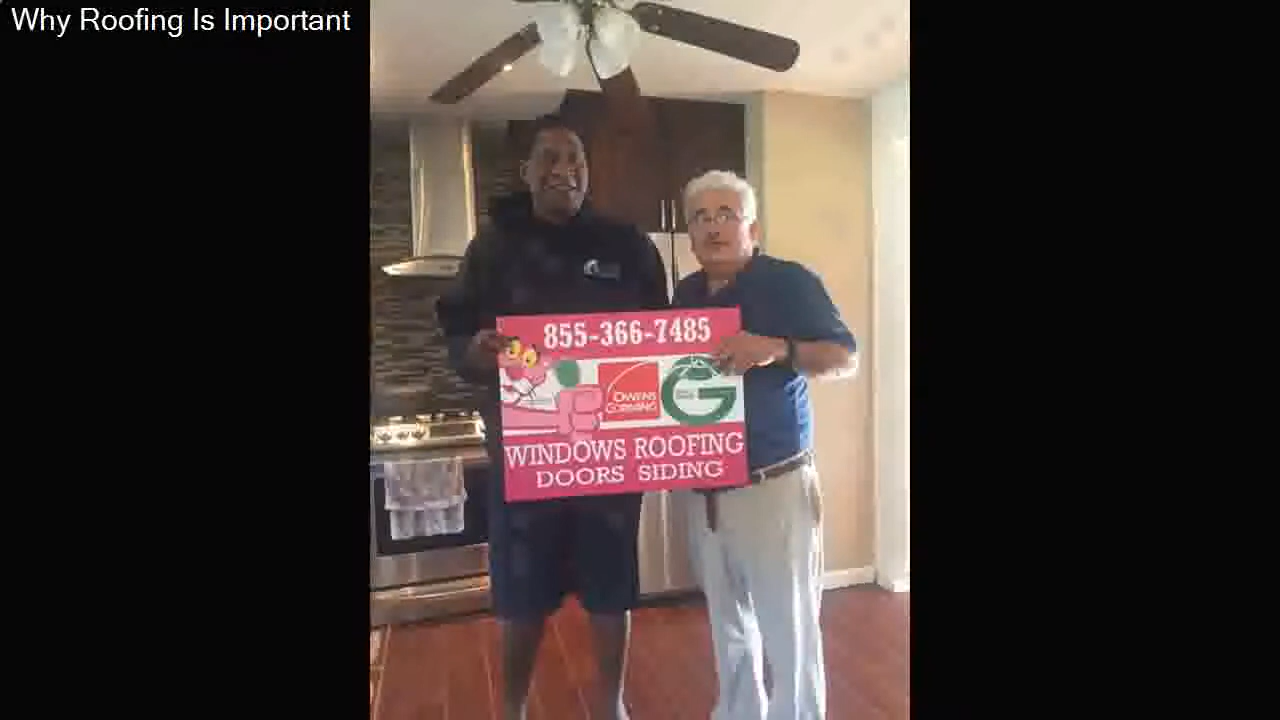 Why Roofing Is Important
855-366-7485
OWENS
CORNING
G
WINDOWS ROOFING
DOORS SIDING